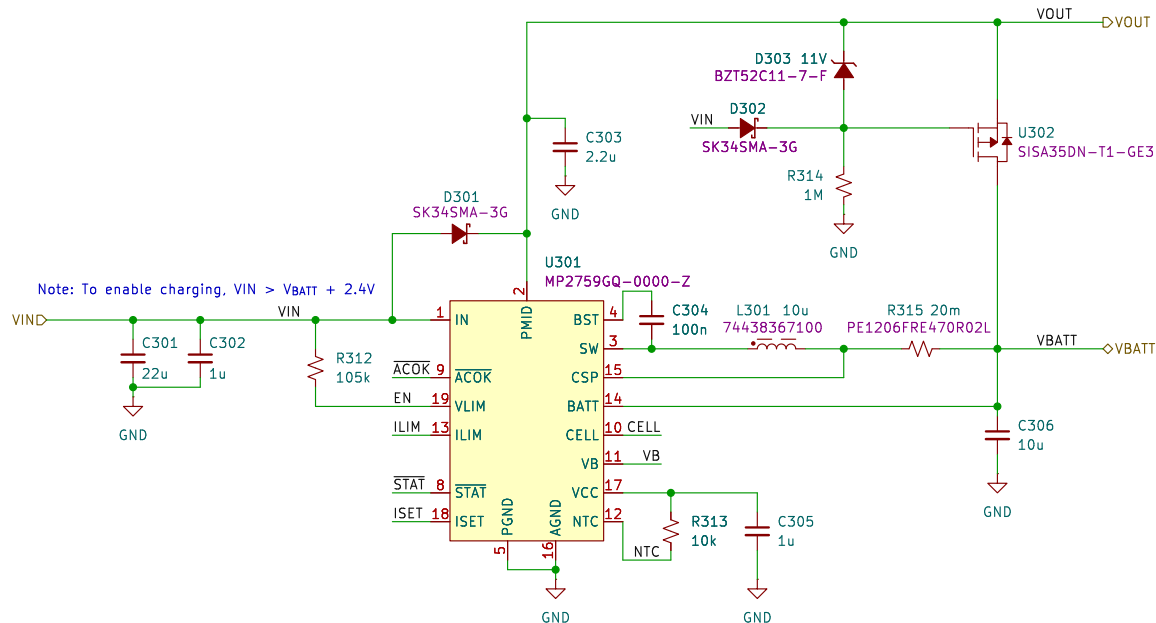 VOUT
VOUT
D303 11V
BZT52C11-7-F
D302
VIN
SK34SMA-3G
U302
SISA35DN-T1-GE3
C303
2.2u
R314
1M
GND
D301
SK34SMA-3G
GND
U301
MP2759GQ-0000-Z
Note: To enable charging, VIN > VBATT + 2.4V
2
VIN
VIN
1
IN
PMID
BST
4
C304
100n
L301 10u
74438367100
R315 20m
PE1206FRE470R02L
C301
22u
C302
1u
R312
105k
SW
3
VBATT
VBATT
ACOK
9
ACOK
CSP
15
EN
19
VLIM
BATT
14
GND
ILIM
13
ILIM
CELL
10
CELL
C306
10u
VB
11
VB
STAT
8
STAT
VCC
17
GND
ISET
18
ISET
PGND
AGND
NTC
12
R313
10k
C305
1u
NTC
5
16
GND
GND